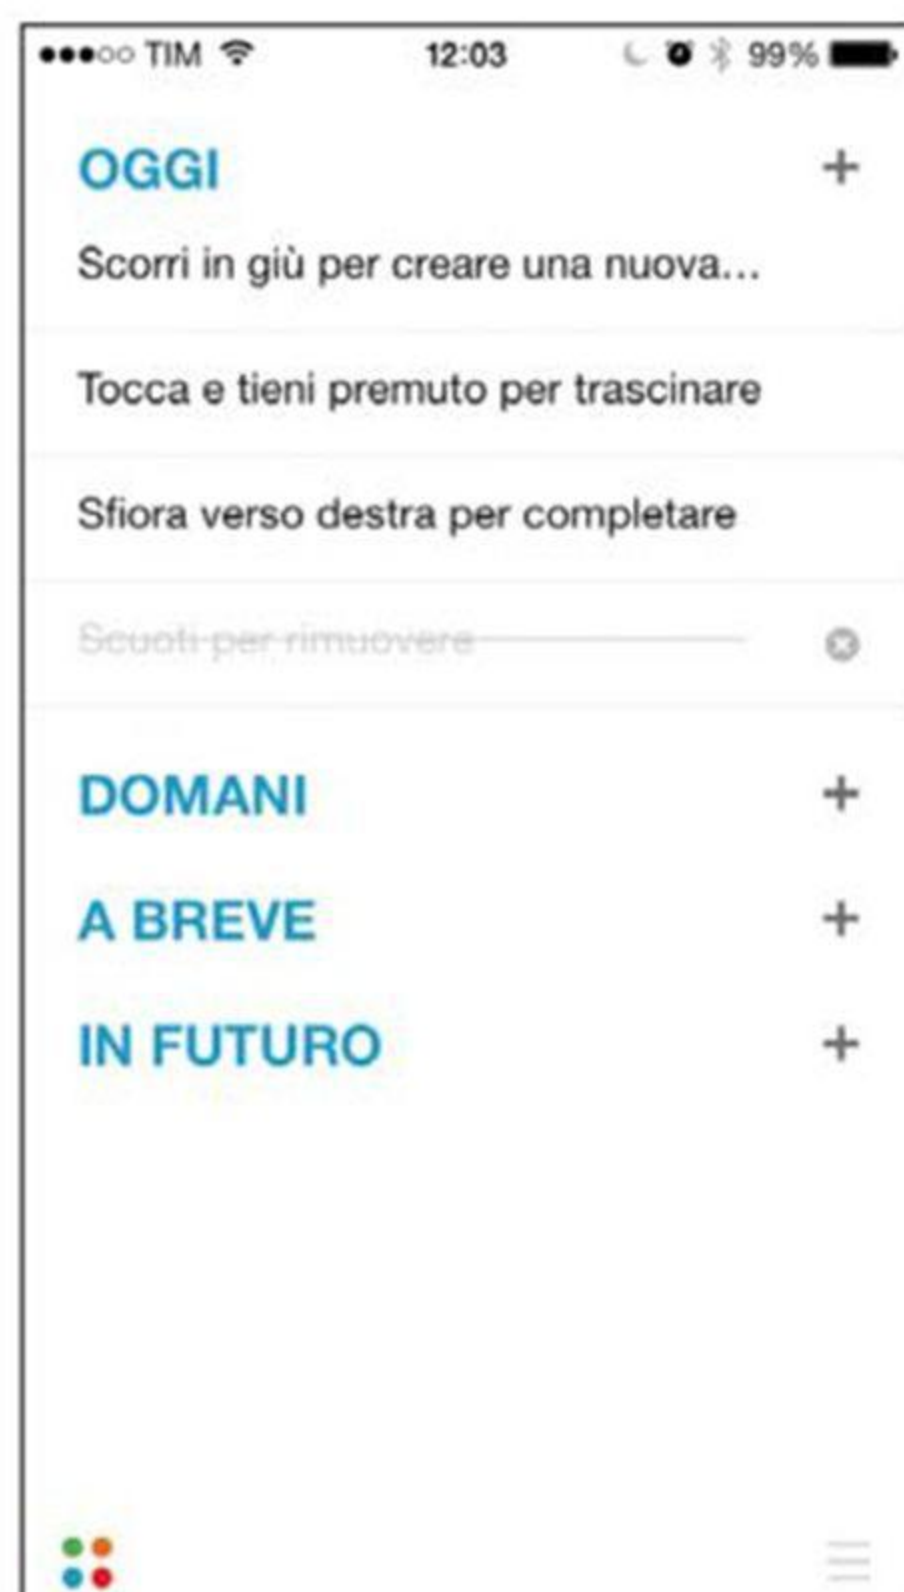 TIM 12:03 99%
OGGI
Scorri in giù per creare una nuova...
Tocca e tieni premuto per trascinare
Sfiora verso destra per completare
Scuoti per rimuovere
DOMANI
A BREVE
IN FUTURO